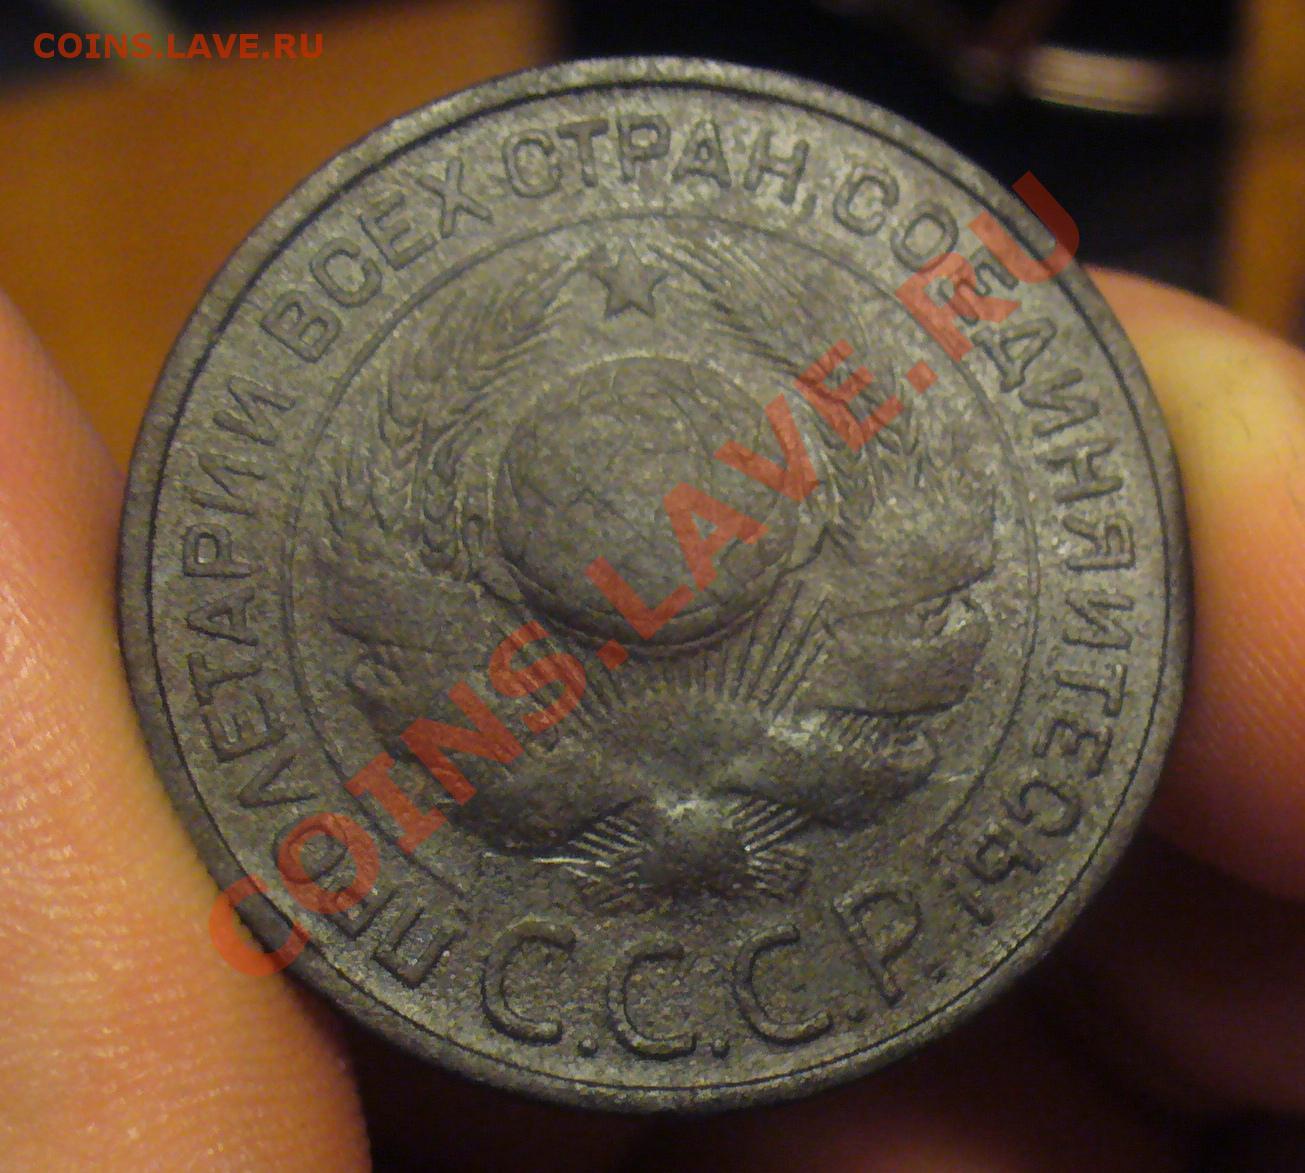 COINS.LAVE.RU
ПРОЛЕТАРИИ ВСЕХ СТРАН, СОЕДИНЯЙТЕСЬ!
С.С.С.Р.
COINS.LAVE.RU